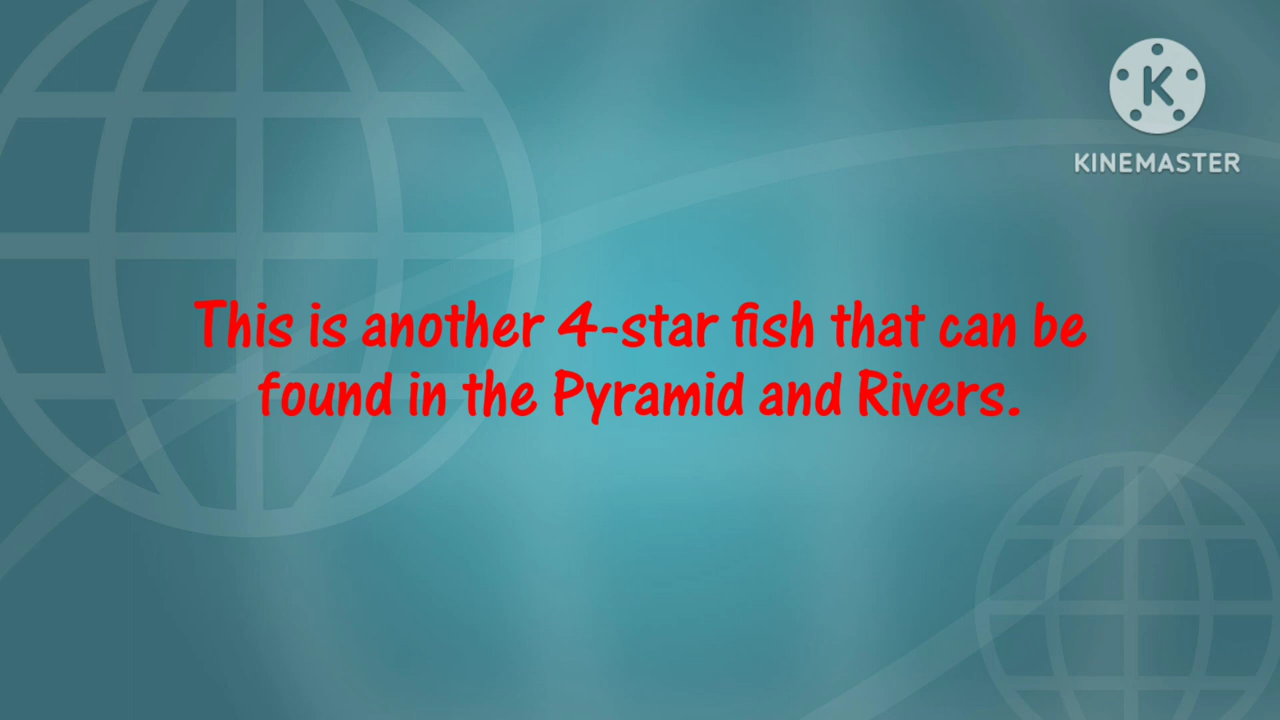 K
KINEMASTER
This is another 4-star fish that can be
found in the Pyramid and Rivers.